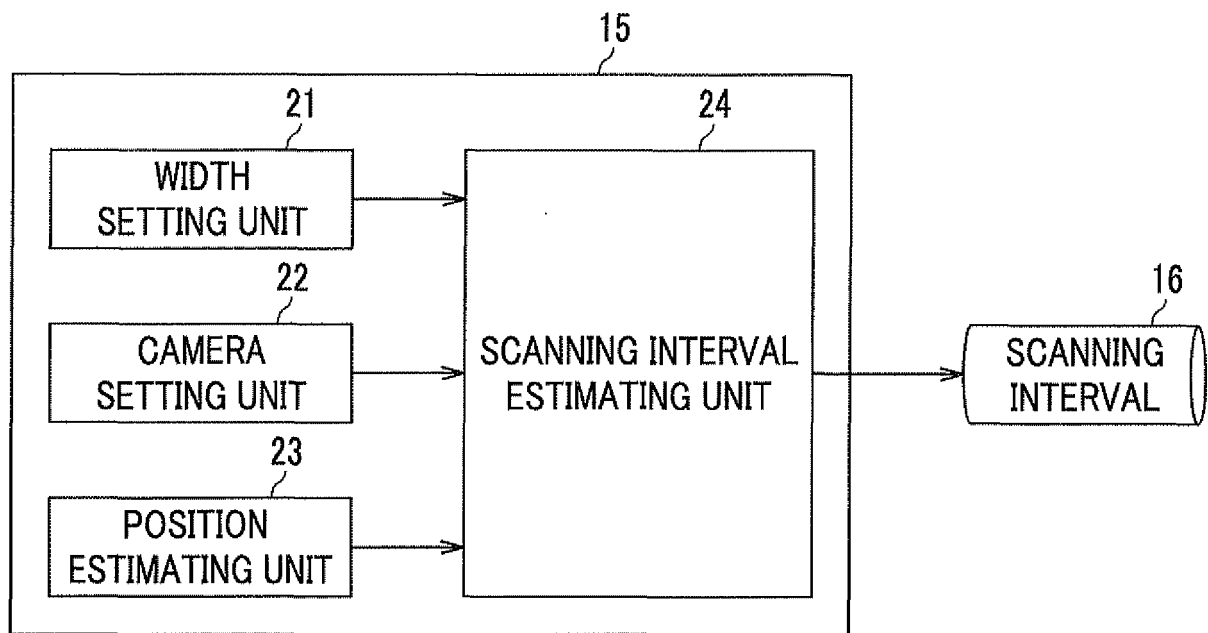 15
21
WIDTH
SETTING UNIT
22
CAMERA
SETTING UNIT
23
POSITION
ESTIMATING UNIT
24
SCANNING INTERVAL
ESTIMATING UNIT
16
SCANNING
INTERVAL